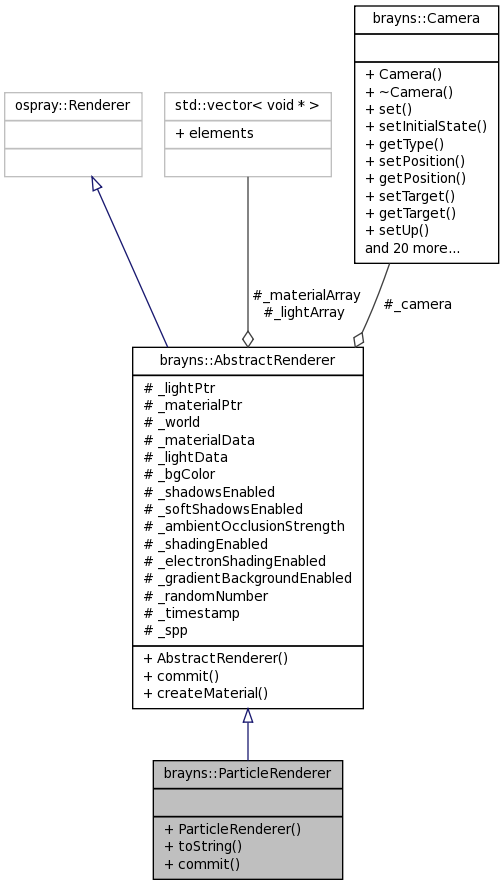 brayns::Camera
+ Camera()
+ ~Camera()
+ set()
+ setInitialState()
+ getType()
+ setPosition()
+ getPosition()
+ setTarget()
+ getTarget()
+ setUp()
and 20 more...
ospray::Renderer
std::vector< void * >
+ elements
#_materialArray
#_lightArray
#_camera
brayns::AbstractRenderer
# _lightPtr
# _materialPtr
# _world
# _materialData
# _lightData
# _bgColor
# _shadowsEnabled
# _softShadowsEnabled
# _ambientOcclusionStrength
# _shadingEnabled
# _electronShadingEnabled
# _gradientBackgroundEnabled
# _randomNumber
# _timestamp
# _spp
+ AbstractRenderer()
+ commit()
+ createMaterial()
brayns::ParticleRenderer
+ ParticleRenderer()
+ toString()
+ commit()